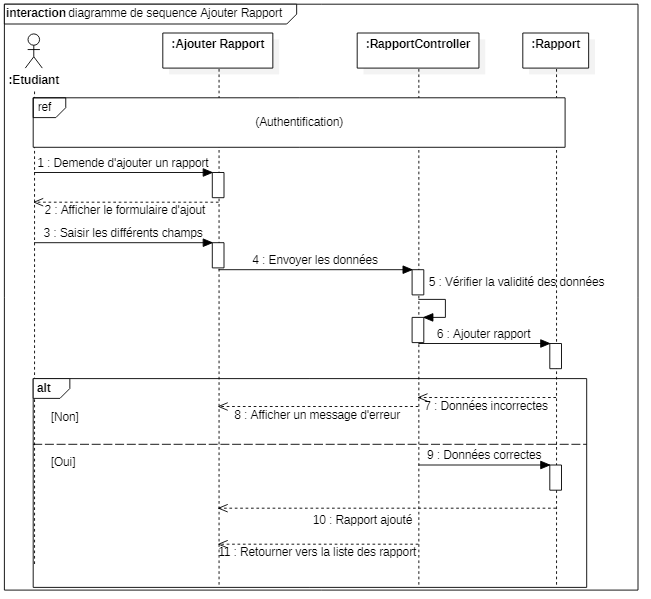 interaction diagramme de sequence Ajouter Rapport
:Etudiant
:Ajouter Rapport
:RapportController
:Rapport
ref
(Authentification)
1 : Demende d'ajouter un rapport
2 : Afficher le formulaire d'ajout
3 : Saisir les différents champs
4 : Envoyer les données
5 : Vérifier la validité des données
6 : Ajouter rapport
alt
7 : Données incorrectes
[Non]
8 : Afficher un message d'erreur
9 : Données correctes
[Oui]
10 : Rapport ajouté
11 : Retourner vers la liste des rapport